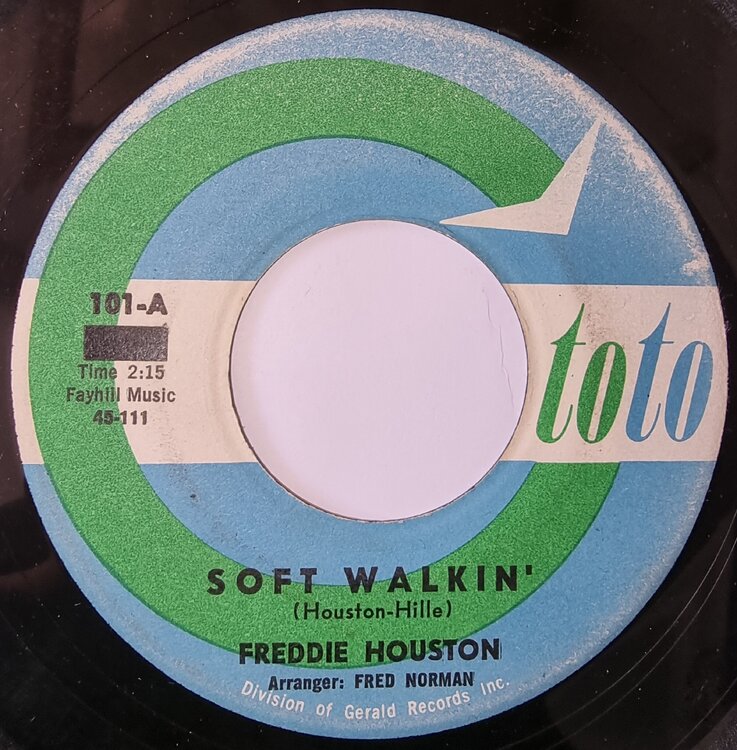 101-A
Time 2:15
Fayhill Music
45-111
toto
SOFT WALKIN'
(Houston-Hille)
FREDDIE HOUSTON
Arranger: FRED NORMAN
Division of Gerald Records Inc.